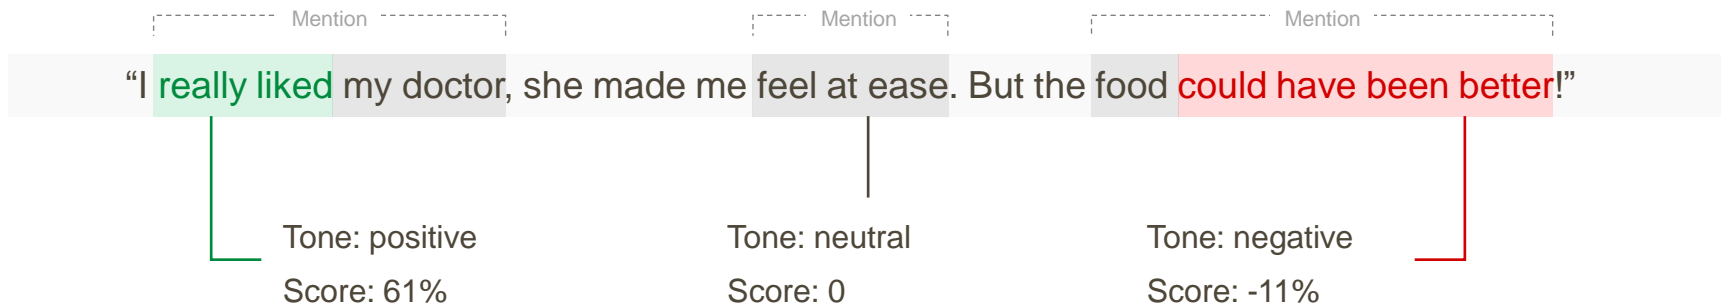 Mention Mention Mention
“I really liked my doctor, she made me feel at ease. But the food could have been better!”
Tone: positive Tone: neutral Tone: negative
Score: 61% Score: 0 Score: -11%